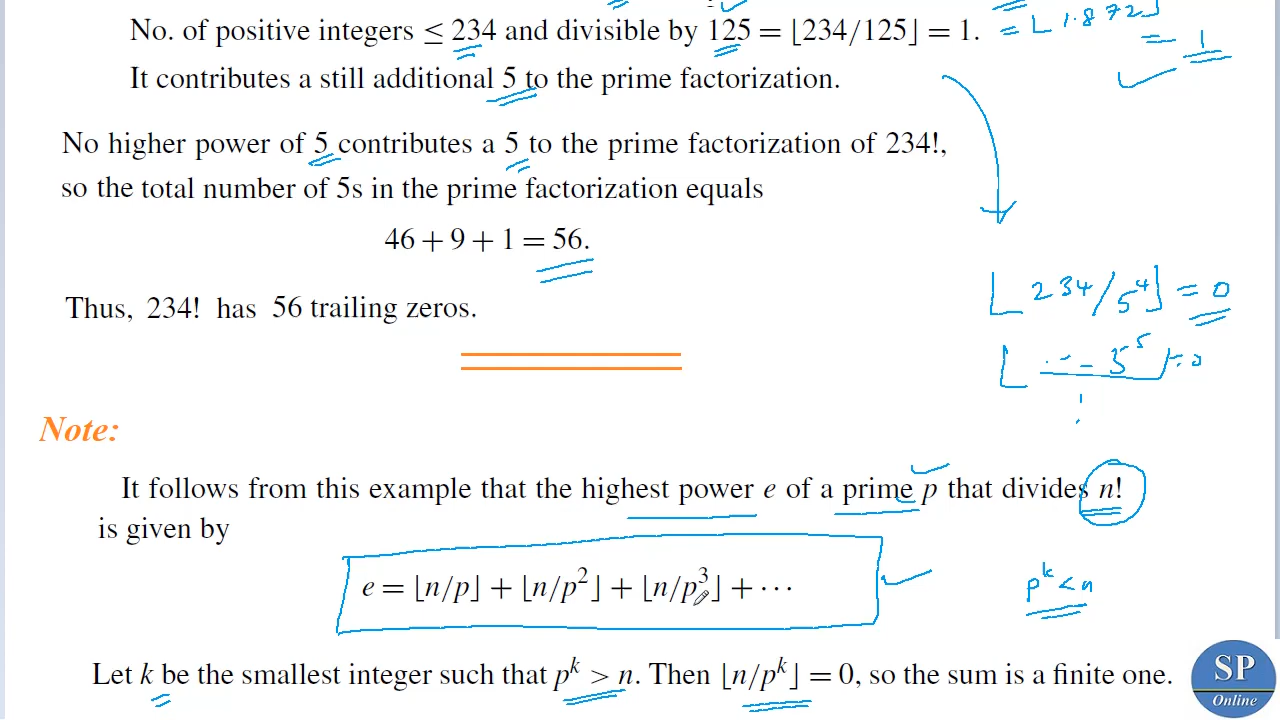 No. of positive integers ≤ 234 and divisible by 125 = ⌊234/125⌋ = 1.
= ⌊1.872⌋
= 1
It contributes a still additional 5 to the prime factorization.
No higher power of 5 contributes a 5 to the prime factorization of 234!,
so the total number of 5s in the prime factorization equals
46 + 9 + 1 = 56.
⌊234/5⁴⌋ = 0
Thus, 234! has 56 trailing zeros.
Note:
It follows from this example that the highest power e of a prime p that divides n!
is given by
e = ⌊n/p⌋ + ⌊n/p²⌋ + ⌊n/p³⌋ + ⋯
pᵏ < n
Let k be the smallest integer such that pᵏ > n. Then ⌊n/pᵏ⌋ = 0, so the sum is a finite one.
SP
Online